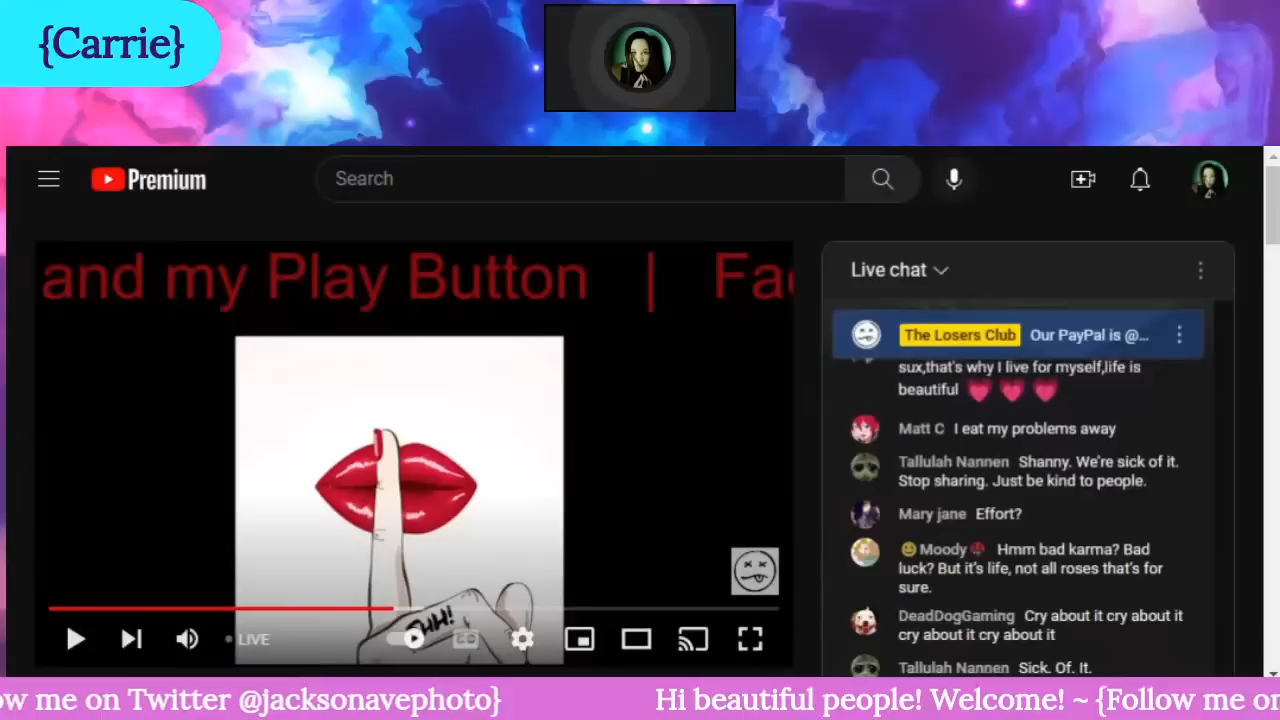 {Carrie}
Premium
Search
and my Play Button | Fa
SHH!
LIVE
Live chat
The Losers Club Our PayPal is @...
sux,that's why I live for myself,life is
beautiful
Matt C I eat my problems away
Tallulah Nannen Shanny. We're sick of it.
Stop sharing. Just be kind to people.
Mary jane Effort?
Moody Hmm bad karma? Bad
luck? But it's life, not all roses that's for
sure.
DeadDogGaming Cry about it cry about it
cry about it cry about it
Tallulah Nannen Sick. Of. It.
ow me on Twitter @jacksonavephoto} Hi beautiful people! Welcome! ~ {Follow me on